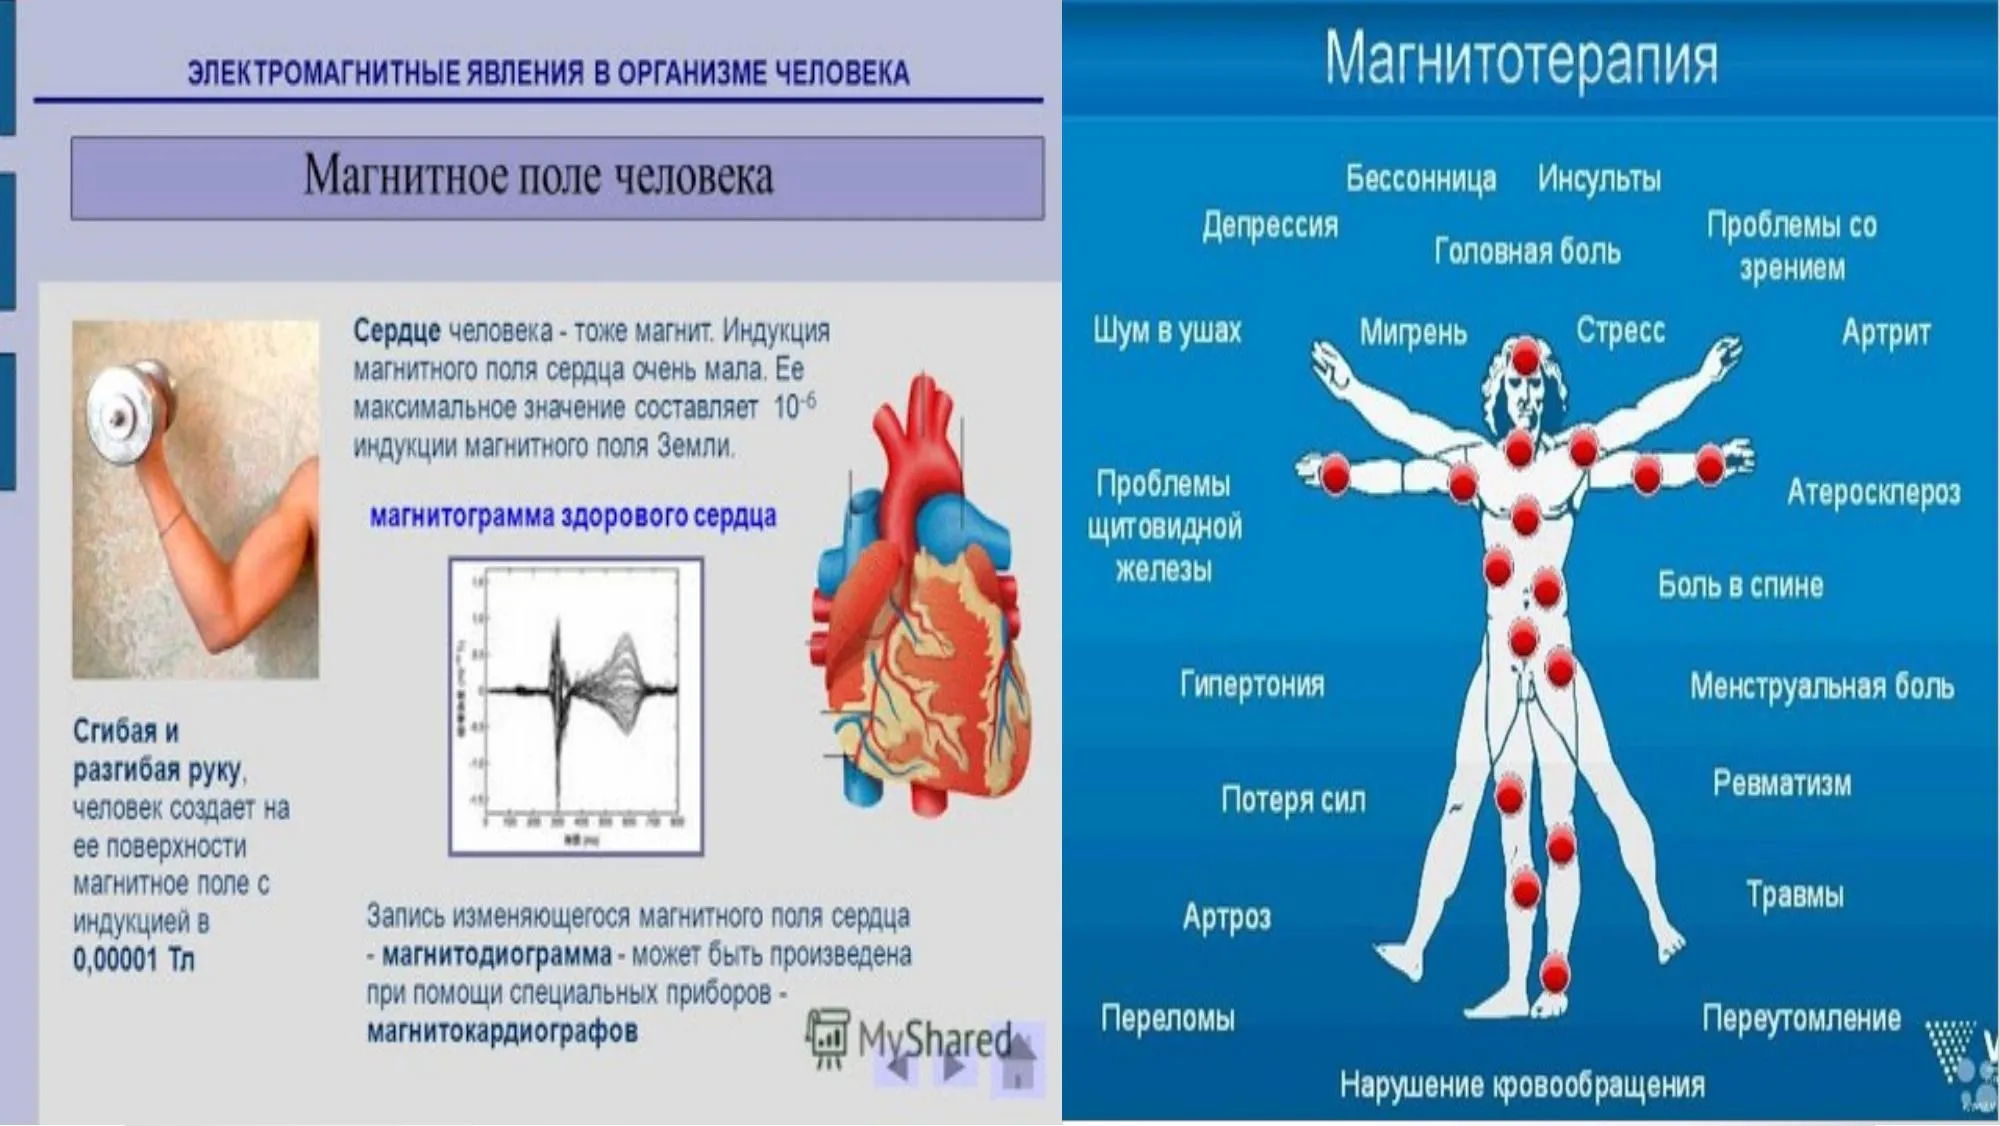 ЭЛЕКТРОМАГНИТНЫЕ ЯВЛЕНИЯ В ОРГАНИЗМЕ ЧЕЛОВЕКА
Магнитное поле человека
Сердце человека - тоже магнит. Индукция
магнитного поля сердца очень мала. Ее
максимальное значение составляет 10⁻⁶
индукции магнитного поля Земли.
магнитограмма здорового сердца
Сгибая и
разгибая руку,
человек создает на
ее поверхности
магнитное поле с
индукцией в
0,00001 Тл
Запись изменяющегося магнитного поля сердца
- магнитодиограмма - может быть произведена
при помощи специальных приборов -
магнитокардиографов
MyShared
Магнитотерапия
Бессонница Инсульты
Депрессия
Головная боль
Проблемы со
зрением
Шум в ушах
Мигрень
Стресс
Артрит
Проблемы
щитовидной
железы
Атеросклероз
Боль в спине
Гипертония
Менструальная боль
Потеря сил
Ревматизм
Артроз
Травмы
Переломы
Переутомление
Нарушение кровообращения